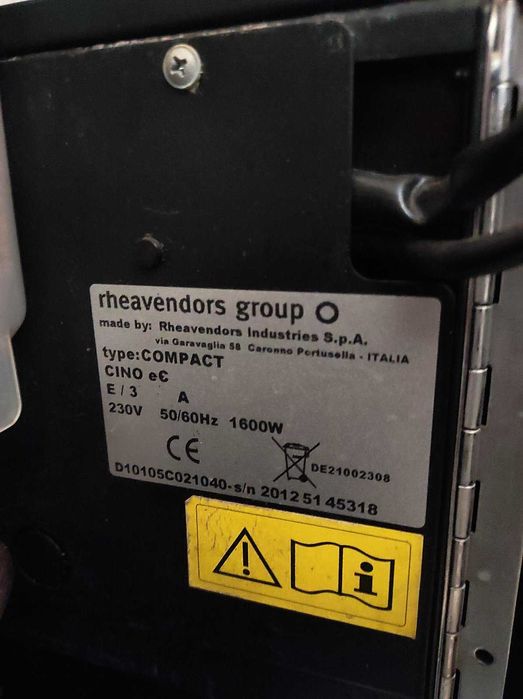 rheavendors group
made by: Rheavendors Industries S.p.A.
via Garavaglia 58 Caronno Pertusella - ITALIA
type:COMPACT
CINO e€
E / 3 A
230V 50/60Hz 1600W
CE
DE21002308
D10105C021040-s/n 2012 51 45318